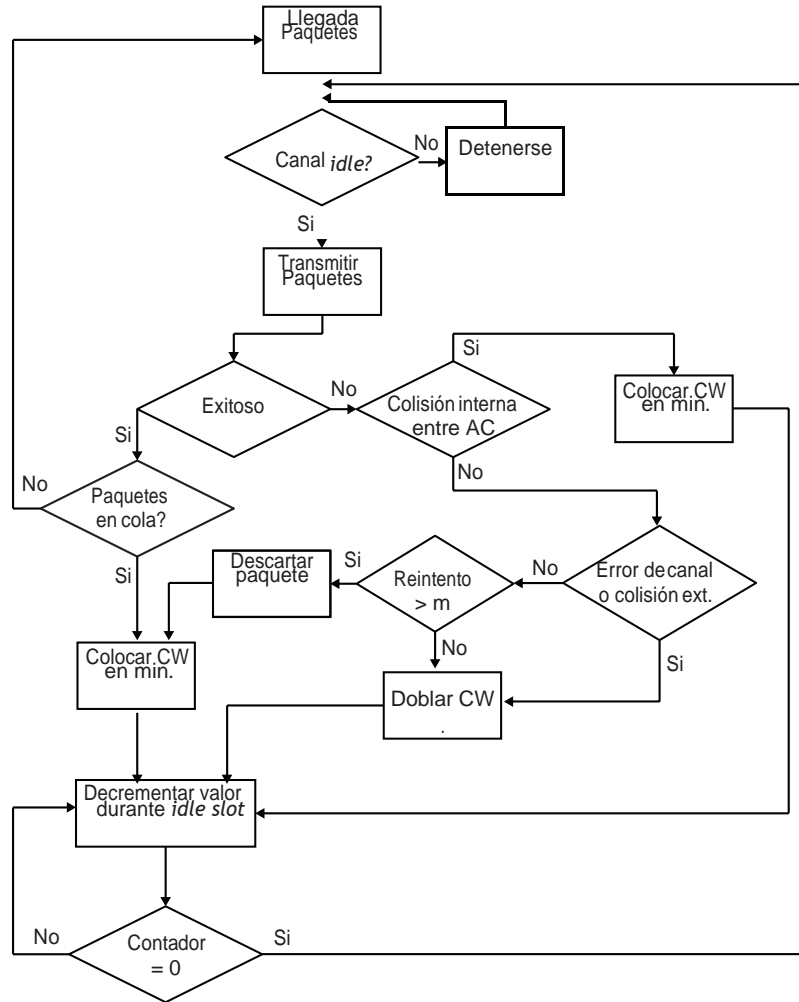 Llegada
Paquetes
Canal idle?
No
Detenerse
Si
Transmitir
Paquetes
Si
Exitoso
No
Colisión interna
entre AC
Colocar.CW
en min.
Si
No
No
Paquetes
en cola?
Si
Descartar
paquete
Si
Reintento
> m
No
Error de canal
o colisión ext.
No
Si
Colocar.CW
en min.
Doblar CW
.
Decrementar valor
durante idle slot
No
Contador
= 0
Si